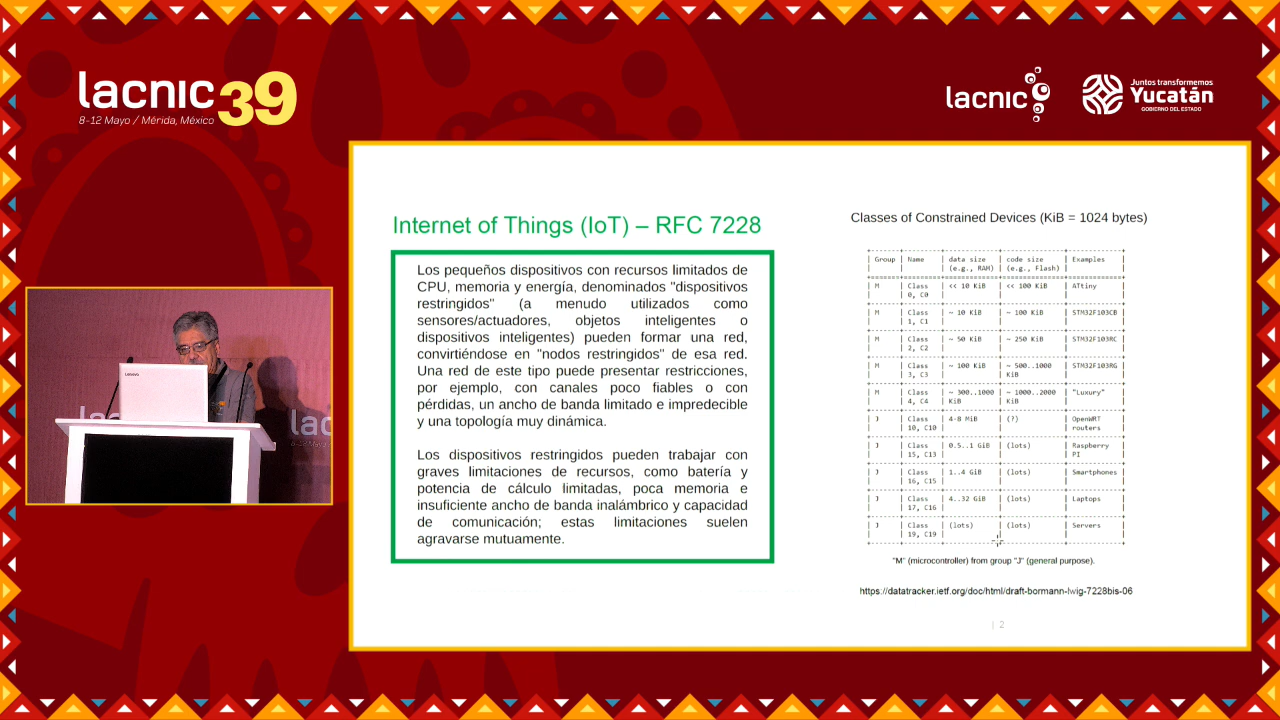 lacnic39
8-12 Mayo / Mérida, México
lacnic
Juntos transformemos
Yucatán
GOBIERNO DEL ESTADO
Internet of Things (IoT) – RFC 7228
Los pequeños dispositivos con recursos limitados de
CPU, memoria y energía, denominados "dispositivos
restringidos" (a menudo utilizados como
sensores/actuadores, objetos inteligentes o
dispositivos inteligentes) pueden formar una red,
convirtiéndose en "nodos restringidos" de esa red.
Una red de este tipo puede presentar restricciones,
por ejemplo, con canales poco fiables o con
pérdidas, un ancho de banda limitado e impredecible
y una topología muy dinámica.
Los dispositivos restringidos pueden trabajar con
graves limitaciones de recursos, como batería y
potencia de cálculo limitadas, poca memoria e
insuficiente ancho de banda inalámbrico y capacidad
de comunicación; estas limitaciones suelen
agravarse mutuamente.
Classes of Constrained Devices (KiB = 1024 bytes)
Group | Name | data size | code size | Examples
(e.g., RAM) | (e.g., Flash)
M | Class | << 10 KiB | << 100 KiB | ATtiny
0, C0
M | Class | ~ 10 KiB | ~ 100 KiB | STM32F103CB
1, C1
M | Class | ~ 50 KiB | ~ 250 KiB | STM32F103RC
2, C2
M | Class | ~ 100 KiB | ~ 500..1000 | STM32F103RG
3, C3 | KiB
M | Class | ~ 300..1000 | ~ 1000..2000 | "Luxury"
4, C4 | KiB | KiB
J | Class | 4-8 MiB | (?) | OpenWRT
10, C10 | routers
J | Class | 0.5..1 GiB | (lots) | Raspberry
15, C13 | PI
J | Class | 1..4 GiB | (lots) | Smartphones
16, C15
J | Class | 4..32 GiB | (lots) | Laptops
17, C16
J | Class | (lots) | (lots) | Servers
19, C19
"M" (microcontroller) from group "J" (general purpose).
https://datatracker.ietf.org/doc/html/draft-bormann-lwig-7228bis-06
| 2
lenovo